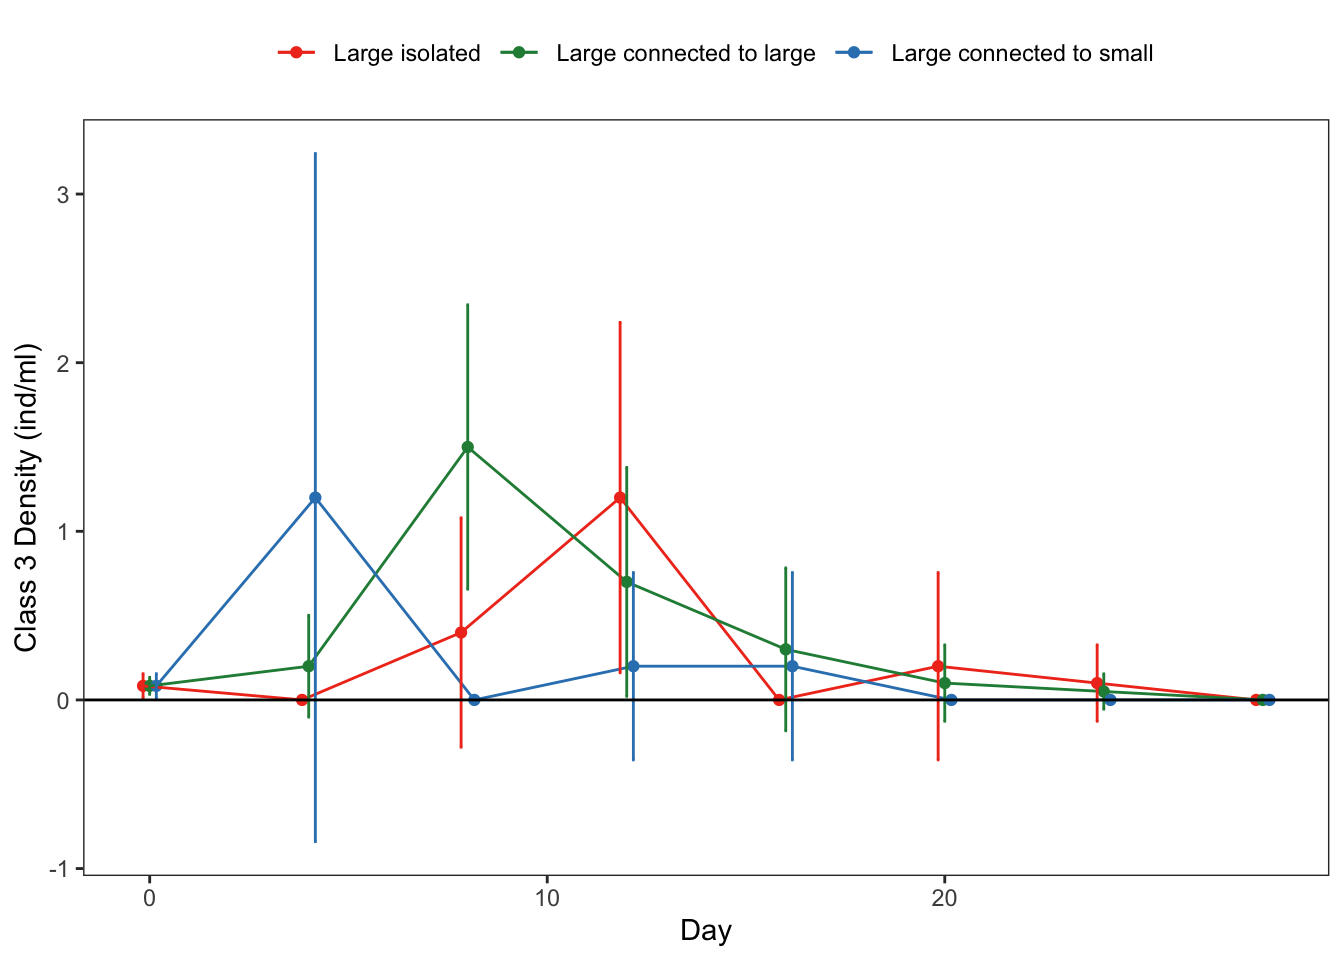 Large isolated Large connected to large Large connected to small
Class 3 Density (ind/ml)
3
2
1
0
-1
0 10 20
Day